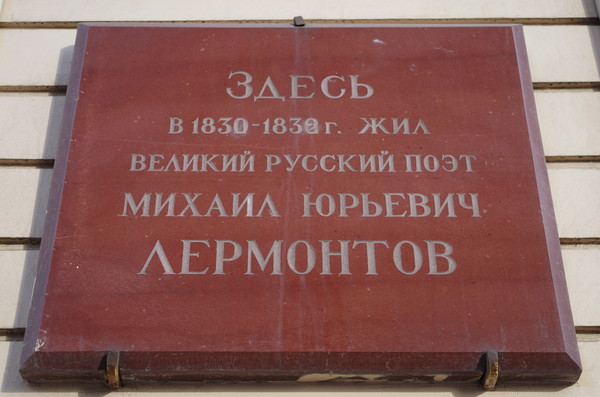 ЗДЕСЬ
В 1830-1832 г. ЖИЛ
ВЕЛИКИЙ РУССКИЙ ПОЭТ
МИХАИЛ ЮРЬЕВИЧ
ЛЕРМОНТОВ